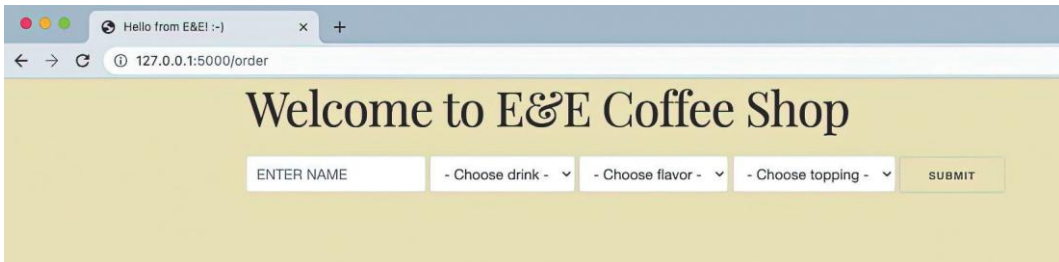 Hello from E&E! :-)
127.0.0.1:5000/order
Welcome to E&E Coffee Shop
ENTER NAME - Choose drink - - Choose flavor - - Choose topping - SUBMIT